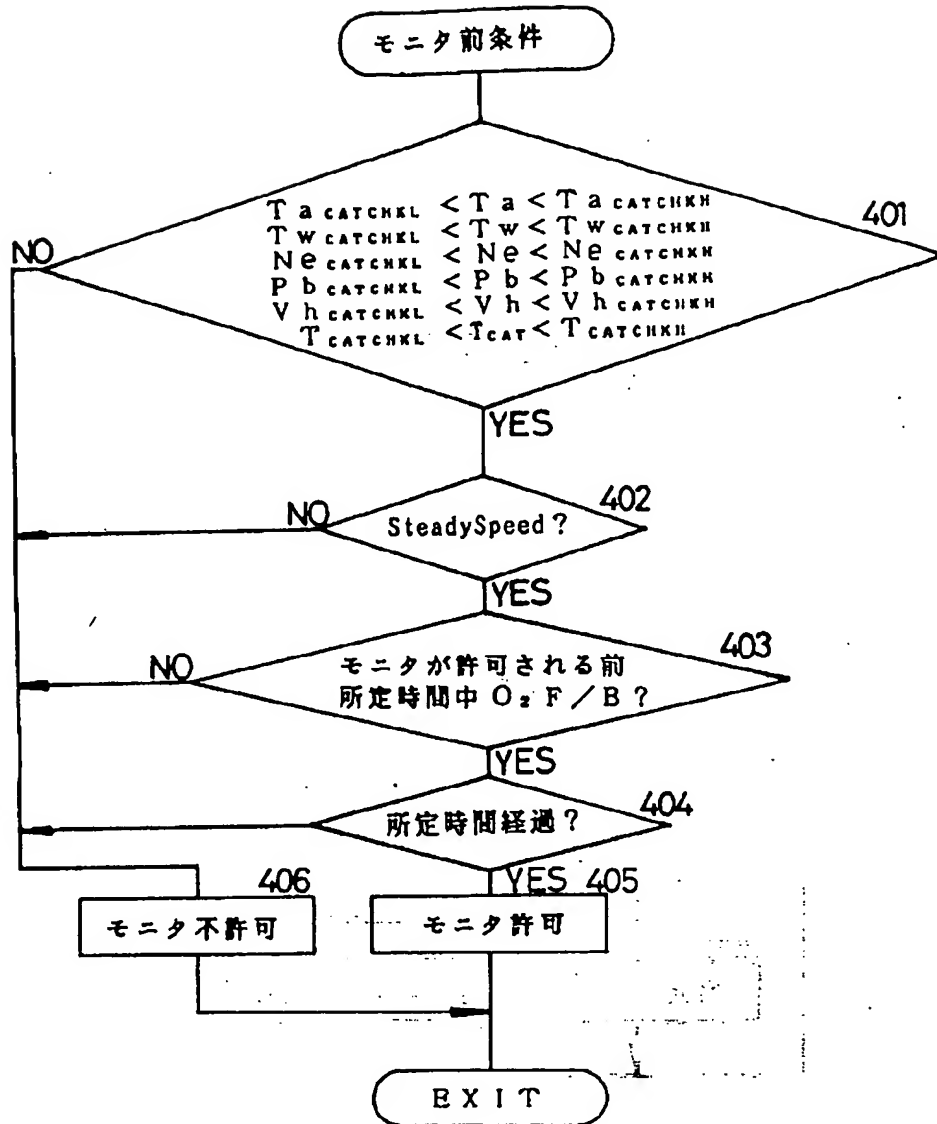 モニタ前条件
Ta CATCHKL < Ta < Ta CATCHKH
Tw CATCHKL < Tw < Tw CATCHKH
Ne CATCHKL < Ne < Ne CATCHKH
Pb CATCHKL < Pb < Pb CATCHKH
Vh CATCHKL < Vh < Vh CATCHKH
T CATCHKL < TCAT < T CATCHKH
401
NO
YES
402
NO
SteadySpeed?
YES
403
NO
モニタが許可される前
所定時間中O₂F/B?
YES
404
所定時間経過?
YES
406
405
モニタ不許可
モニタ許可
EXIT